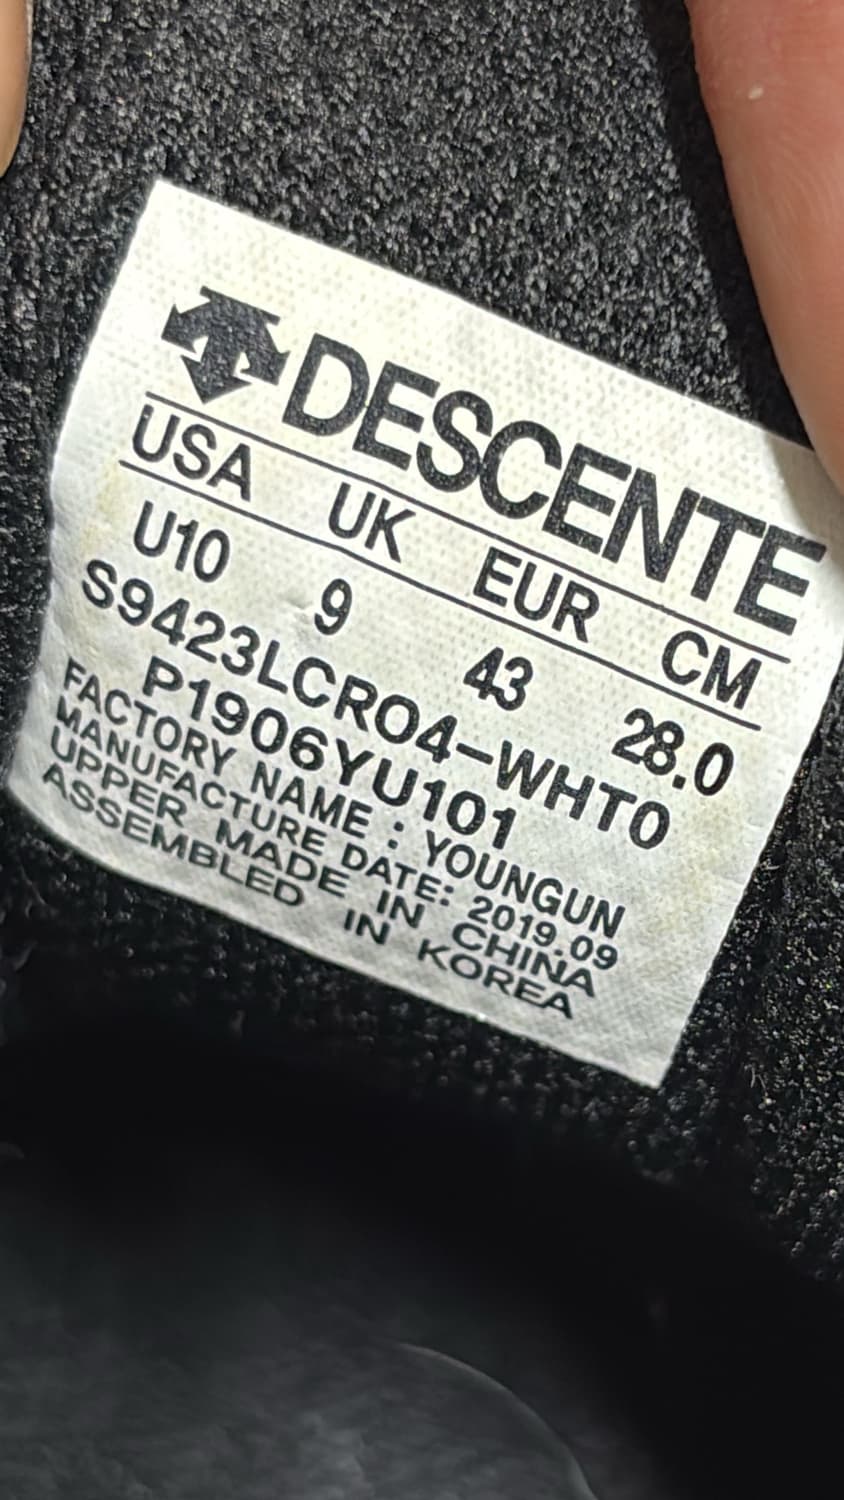 DESCENTE
USA UK EUR CM
U10 9 43 28.0
S9423LCRO4-WHT0
P1906YU101
FACTORY NAME : YOUNGUN
MANUFACTURE DATE: 2019.09
UPPER MADE IN CHINA
ASSEMBLED IN KOREA